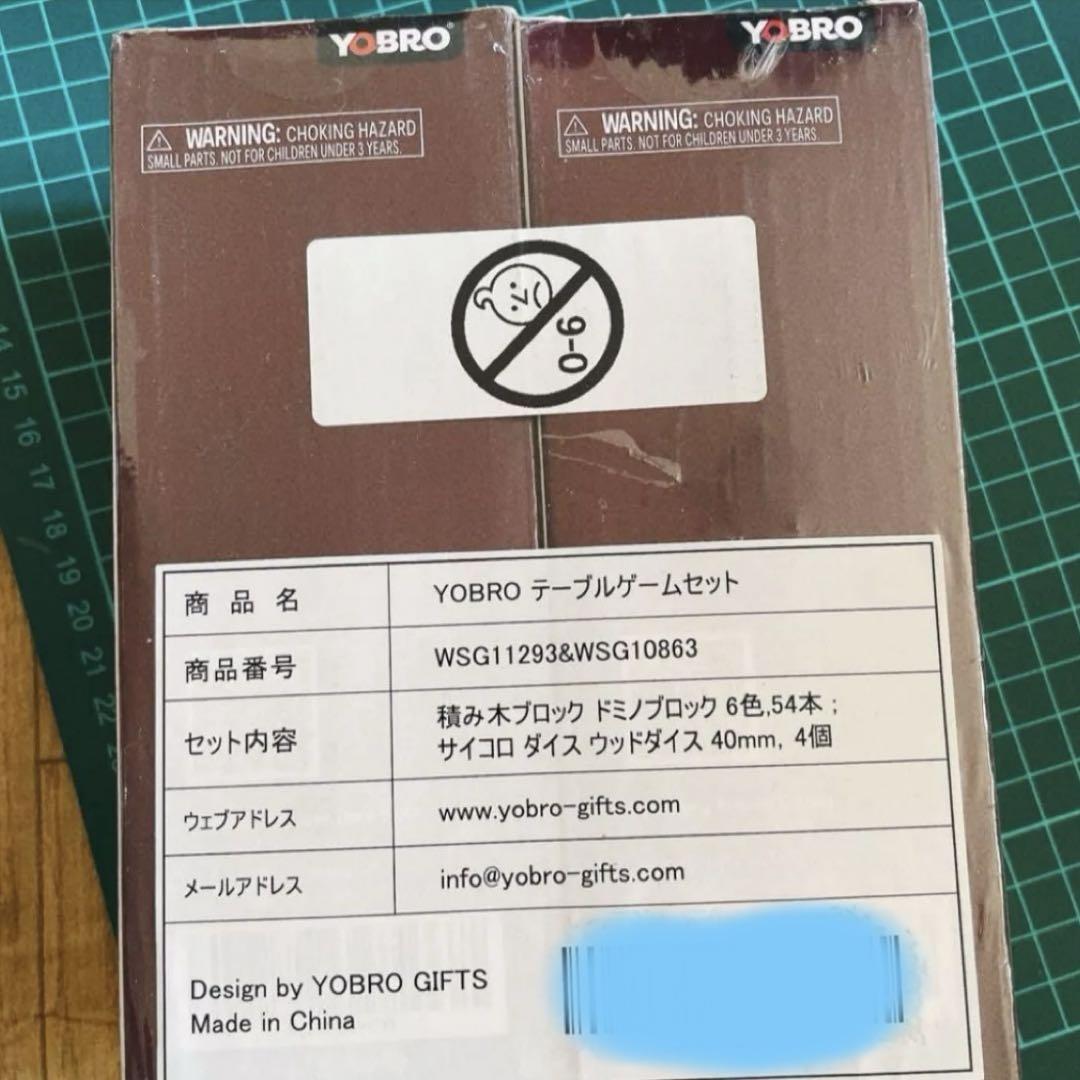 YOBRO®
YOBRO
WARNING: CHOKING HAZARD
SMALL PARTS. NOT FOR CHILDREN UNDER 3 YEARS.
WARNING: CHOKING HAZARD
SMALL PARTS. NOT FOR CHILDREN UNDER 3 YEARS.
0-6
商品名 YOBRO テーブルゲームセット
商品番号 WSG11293&WSG10863
セット内容 積み木ブロック ドミノブロック 6色,54本;
サイコロ ダイス ウッドダイス 40mm, 4個
ウェブアドレス www.yobro-gifts.com
メールアドレス info@yobro-gifts.com
Design by YOBRO GIFTS
Made in China
14 15 16 17 18 19 20 21 22